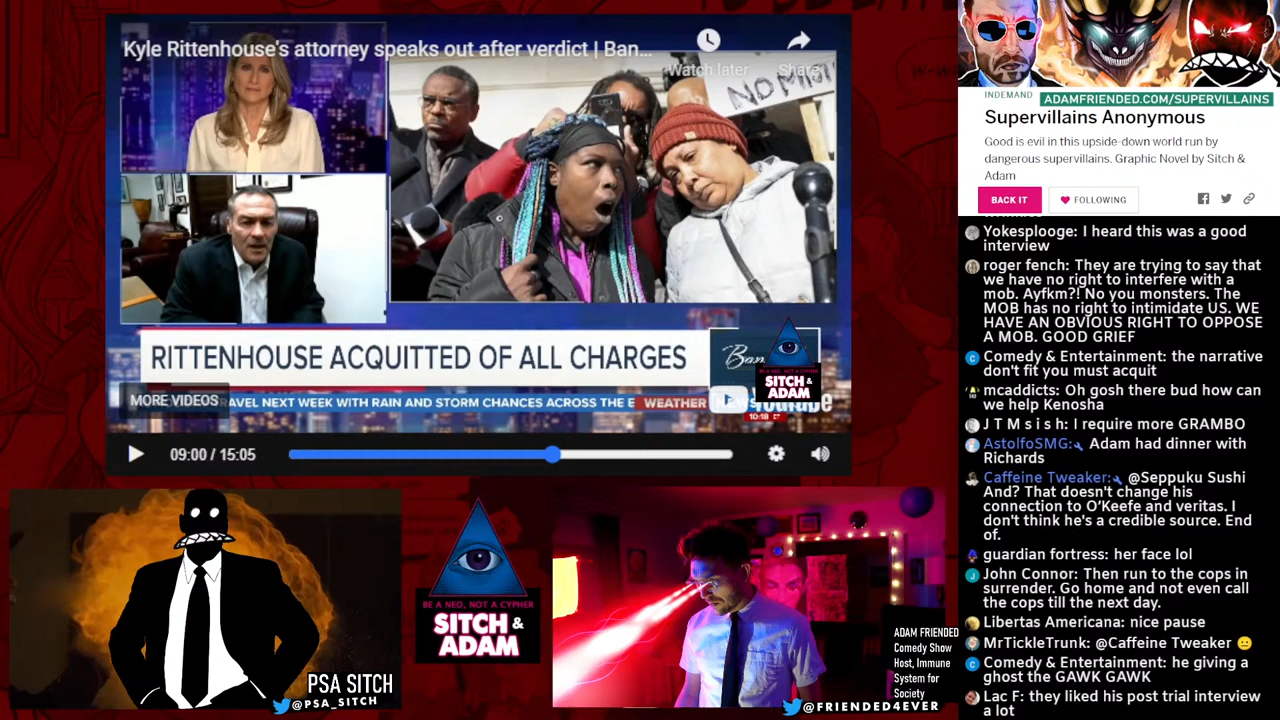 Kyle Rittenhouse's attorney speaks out after verdict | Ban...
Watch later
Share
NO MI
RITTENHOUSE ACQUITTED OF ALL CHARGES
Ban
BE A NEO, NOT A CYPHER
SITCH &
ADAM
MORE VIDEOS
RAVEL NEXT WEEK WITH RAIN AND STORM CHANCES ACROSS THE E
WEATHER
YouTube
10:18 ET
09:00 / 15:05
PSA SITCH
@PSA_SITCH
BE A NEO, NOT A CYPHER
SITCH &
ADAM
ADAM FRIENDED
Comedy Show
Host, Immune
System for
Society
@FRIENDED4EVER
INDEMAND
ADAMFRIENDED.COM/SUPERVILLAINS
Supervillains Anonymous
Good is evil in this upside-down world run by
dangerous supervillains. Graphic Novel by Sitch &
Adam
BACK IT
FOLLOWING
Yokesplooge: I heard this was a good
interview
roger fench: They are trying to say that
we have no right to interfere with a
mob. Ayfkm?! No you monsters. The
MOB has no right to intimidate US. WE
HAVE AN OBVIOUS RIGHT TO OPPOSE
A MOB. GOOD GRIEF
Comedy & Entertainment: the narrative
don't fit you must acquit
mcaddicts: Oh gosh there bud how can
we help Kenosha
J T M s i s h: I require more GRAMBO
AstolfoSMG: Adam had dinner with
Richards
Caffeine Tweaker: @Seppuku Sushi
And? That doesn't change his
connection to O'Keefe and veritas. I
don't think he's a credible source. End
of.
guardian fortress: her face lol
John Connor: Then run to the cops in
surrender. Go home and not even call
the cops till the next day.
Libertas Americana: nice pause
MrTickleTrunk: @Caffeine Tweaker 😐
Comedy & Entertainment: he giving a
ghost the GAWK GAWK
Lac F: they liked his post trial interview
a lot